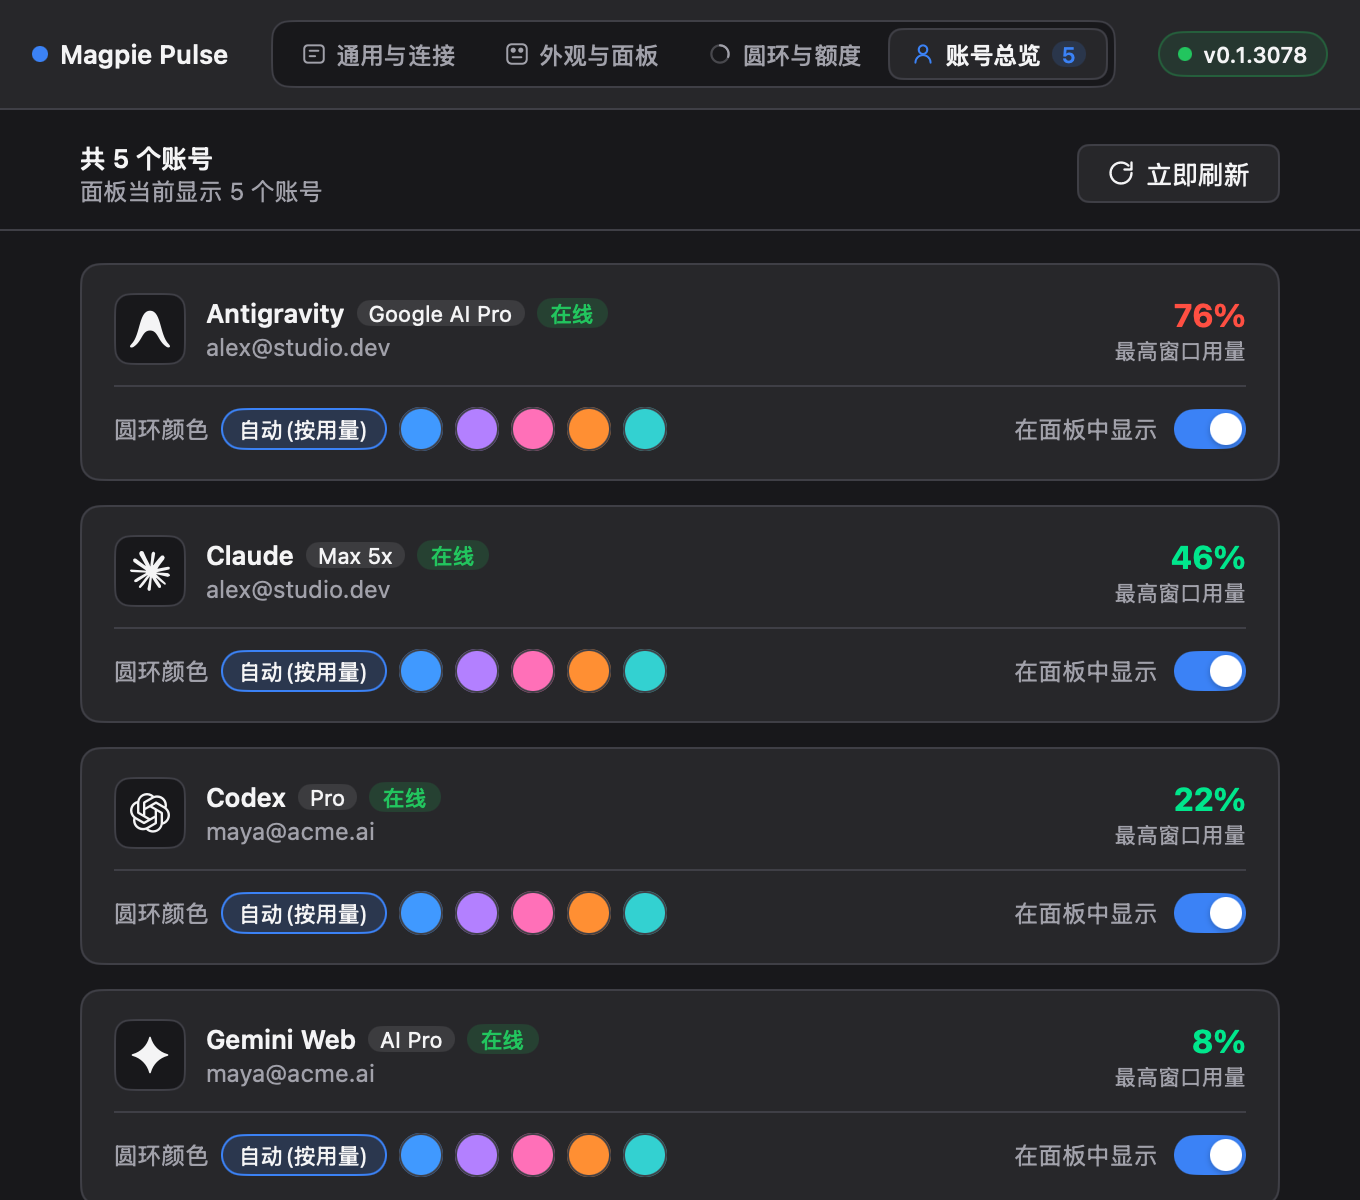 Magpie Pulse
通用与连接
外观与面板
圆环与额度
账号总览 5
v0.1.3078
共 5 个账号
面板当前显示 5 个账号
立即刷新
Antigravity Google AI Pro 在线
alex@studio.dev
76%
最高窗口用量
圆环颜色 自动 (按用量)
在面板中显示
Claude Max 5x 在线
alex@studio.dev
46%
最高窗口用量
圆环颜色 自动 (按用量)
在面板中显示
Codex Pro 在线
maya@acme.ai
22%
最高窗口用量
圆环颜色 自动 (按用量)
在面板中显示
Gemini Web AI Pro 在线
maya@acme.ai
8%
最高窗口用量
圆环颜色 自动 (按用量)
在面板中显示